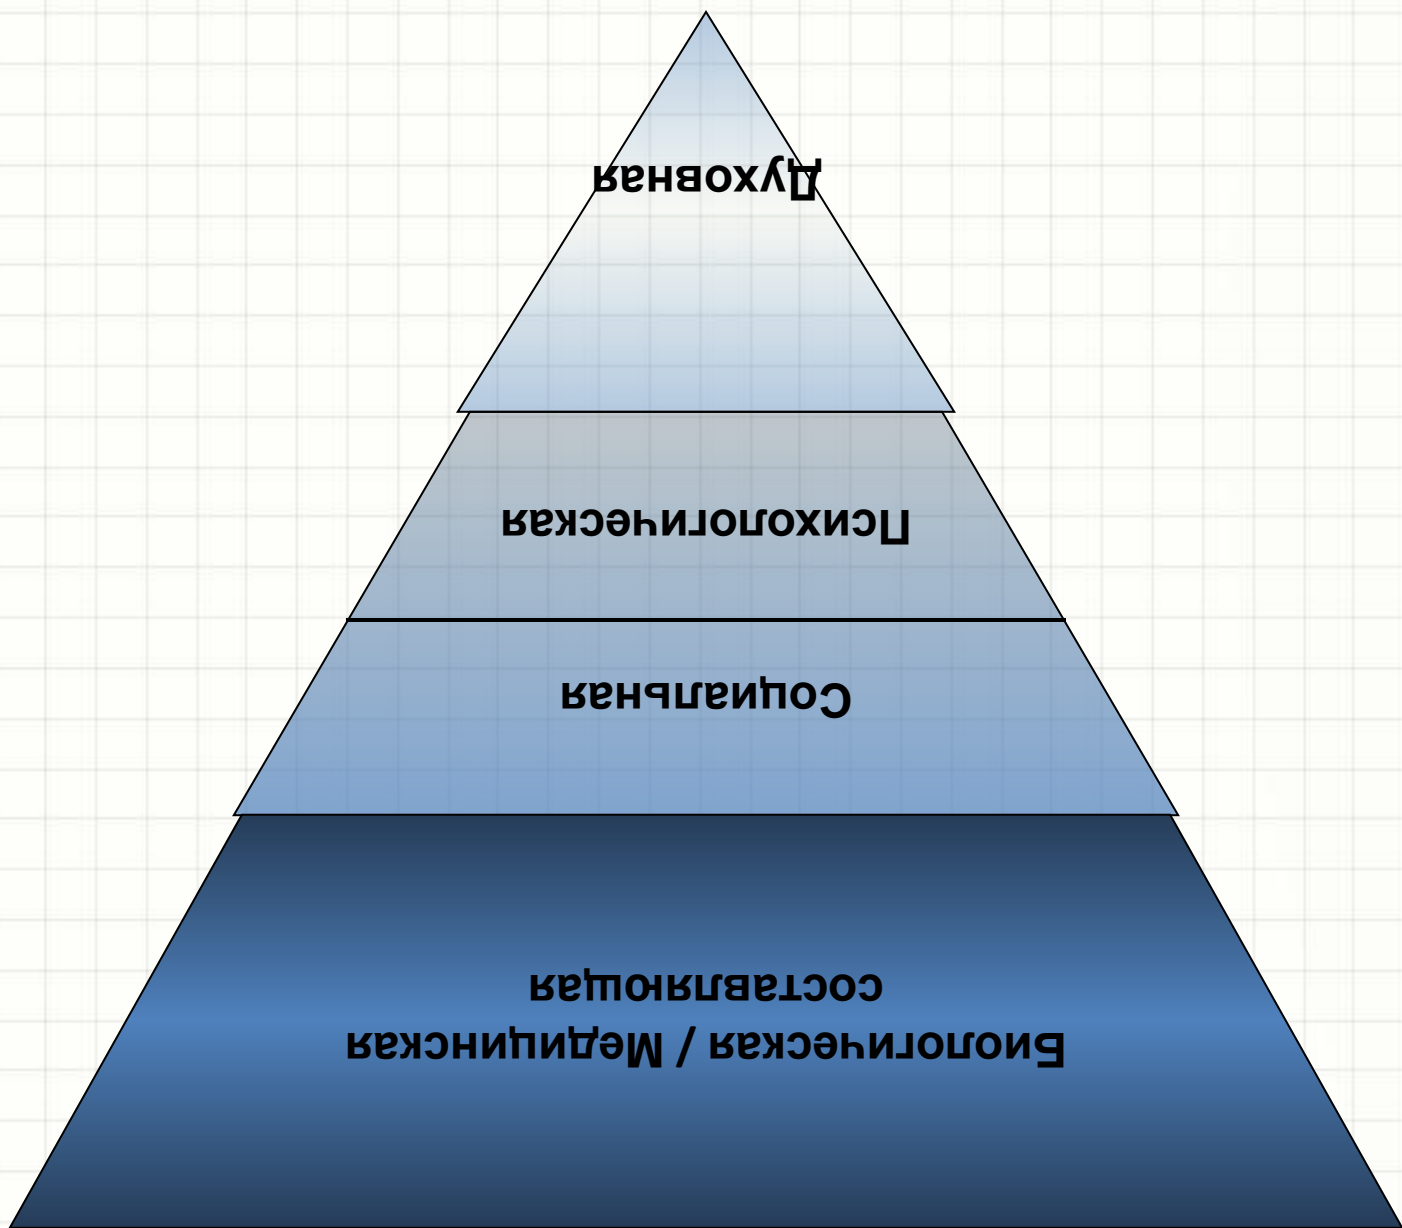 Биологическая / Медицинская
составляющая
Социальная
Психологическая
Духовная